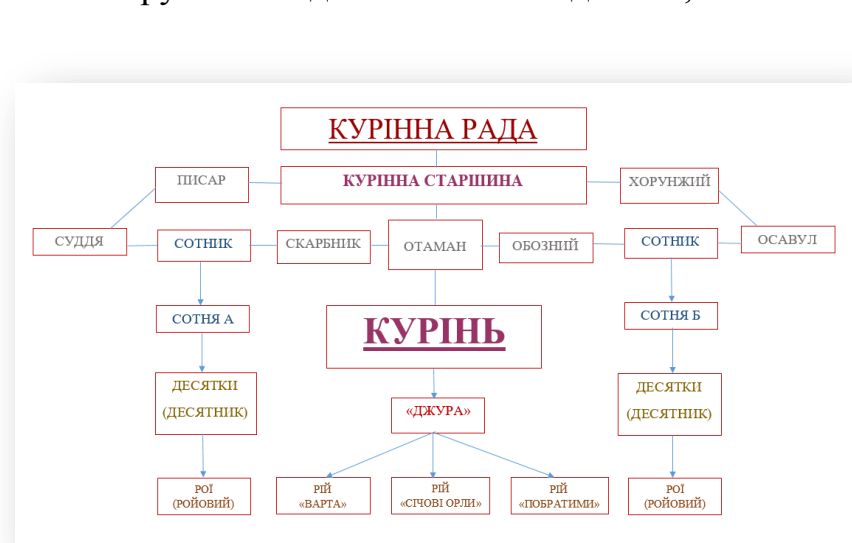 КУРІННА РАДА
ПИСАР
КУРІННА СТАРШИНА
ХОРУНЖИЙ
СУДДЯ
СОТНИК
СКАРБНИК
ОТАМАН
ОБОЗНИЙ
СОТНИК
ОСАВУЛ
СОТНЯ А
КУРІНЬ
СОТНЯ Б
ДЕСЯТКИ
(ДЕСЯТНИК)
«ДЖУРА»
ДЕСЯТКИ
(ДЕСЯТНИК)
РОЇ
(РОЙОВИЙ)
РІЙ
«ВАРТА»
РІЙ
«СІЧОВІ ОРЛИ»
РІЙ
«ПОБРАТИМИ»
РОЇ
(РОЙОВИЙ)